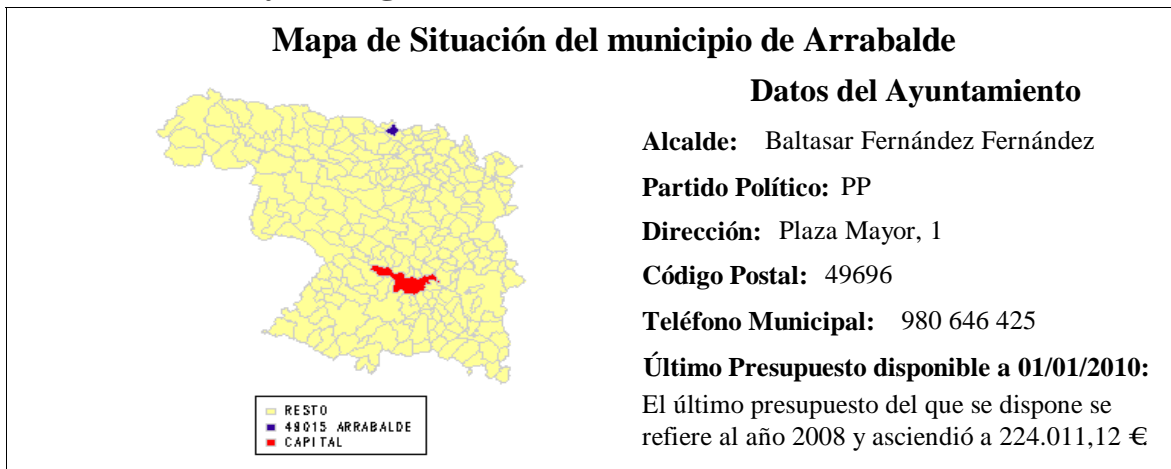 Mapa de Situación del municipio de Arrabalde
Datos del Ayuntamiento
Alcalde: Baltasar Fernández Fernández
Partido Político: PP
Dirección: Plaza Mayor, 1
Código Postal: 49696
Teléfono Municipal: 980 646 425
Último Presupuesto disponible a 01/01/2010:
El último presupuesto del que se dispone se
refiere al año 2008 y asciendió a 224.011,12 €
RESTO
49015 ARRABALDE
CAPITAL